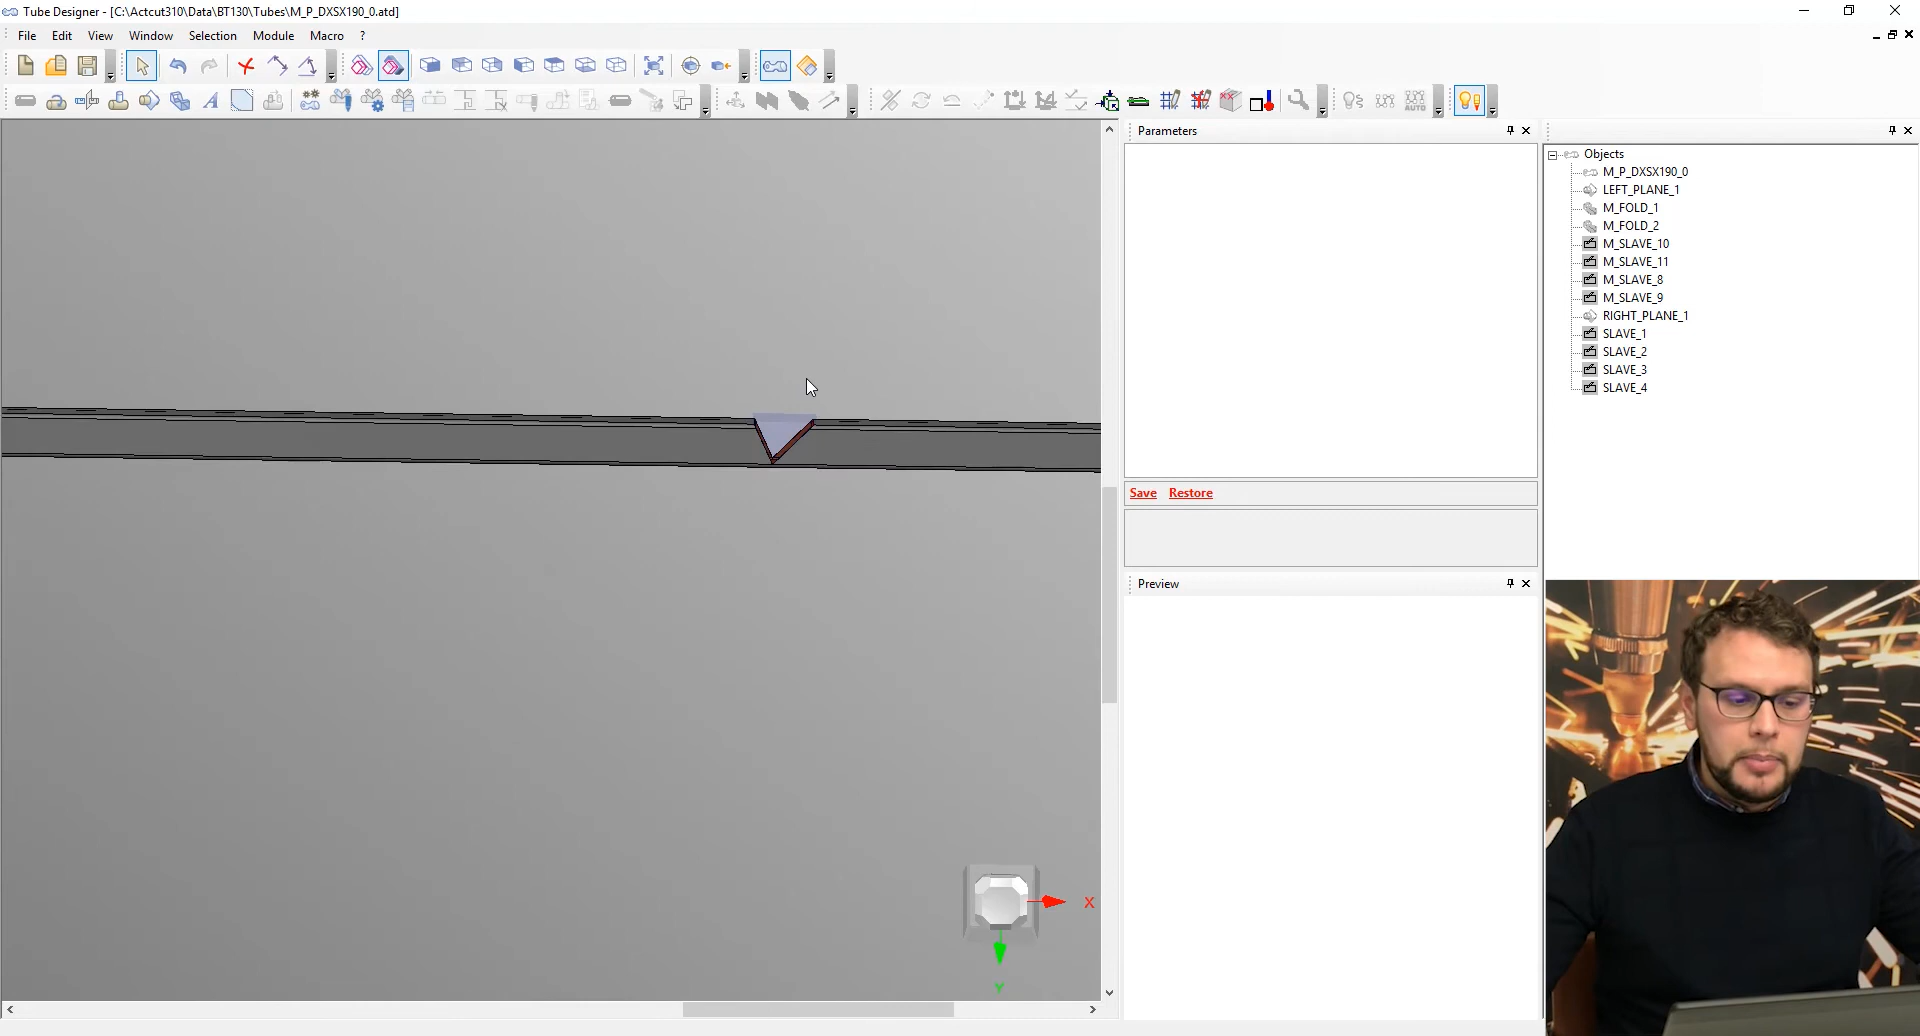 Tube Designer - [C:\Actcut310\Data\BT130\Tubes\M_P_DXSX190_0.atd]
File Edit View Window Selection Module Macro ?
Parameters
Objects
M_P_DXSX190_0
LEFT_PLANE_1
M_FOLD_1
M_FOLD_2
M_SLAVE_10
M_SLAVE_11
M_SLAVE_8
M_SLAVE_9
RIGHT_PLANE_1
SLAVE_1
SLAVE_2
SLAVE_3
SLAVE_4
Save Restore
Preview
AUTO
X
Y